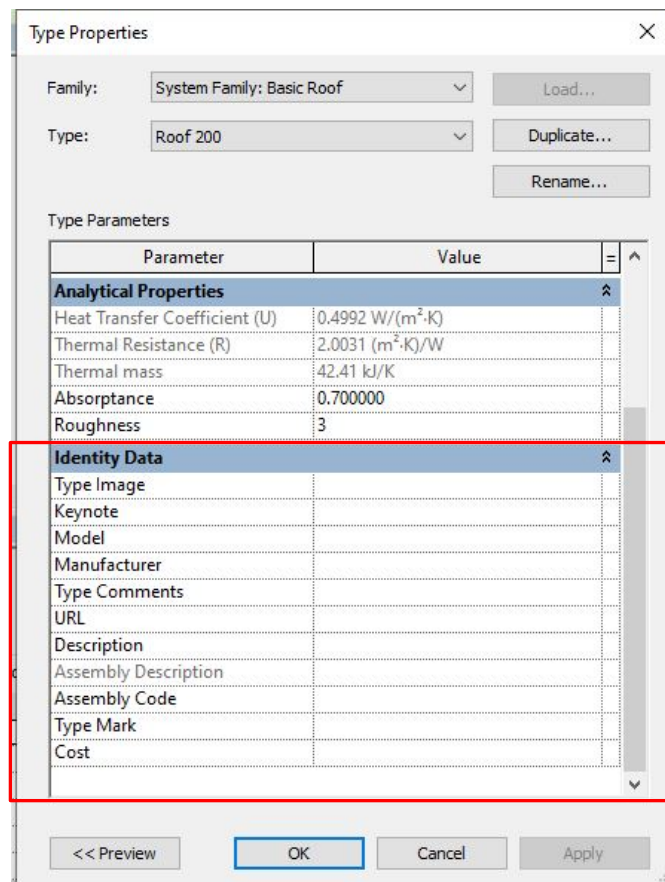 Type Properties
Family: System Family: Basic Roof Load...
Type: Roof 200 Duplicate...
Rename...
Type Parameters
Parameter Value =
Analytical Properties
Heat Transfer Coefficient (U) 0.4992 W/(m²·K)
Thermal Resistance (R) 2.0031 (m²·K)/W
Thermal mass 42.41 kJ/K
Absorptance 0.700000
Roughness 3
Identity Data
Type Image
Keynote
Model
Manufacturer
Type Comments
URL
Description
Assembly Description
Assembly Code
Type Mark
Cost
<< Preview OK Cancel Apply